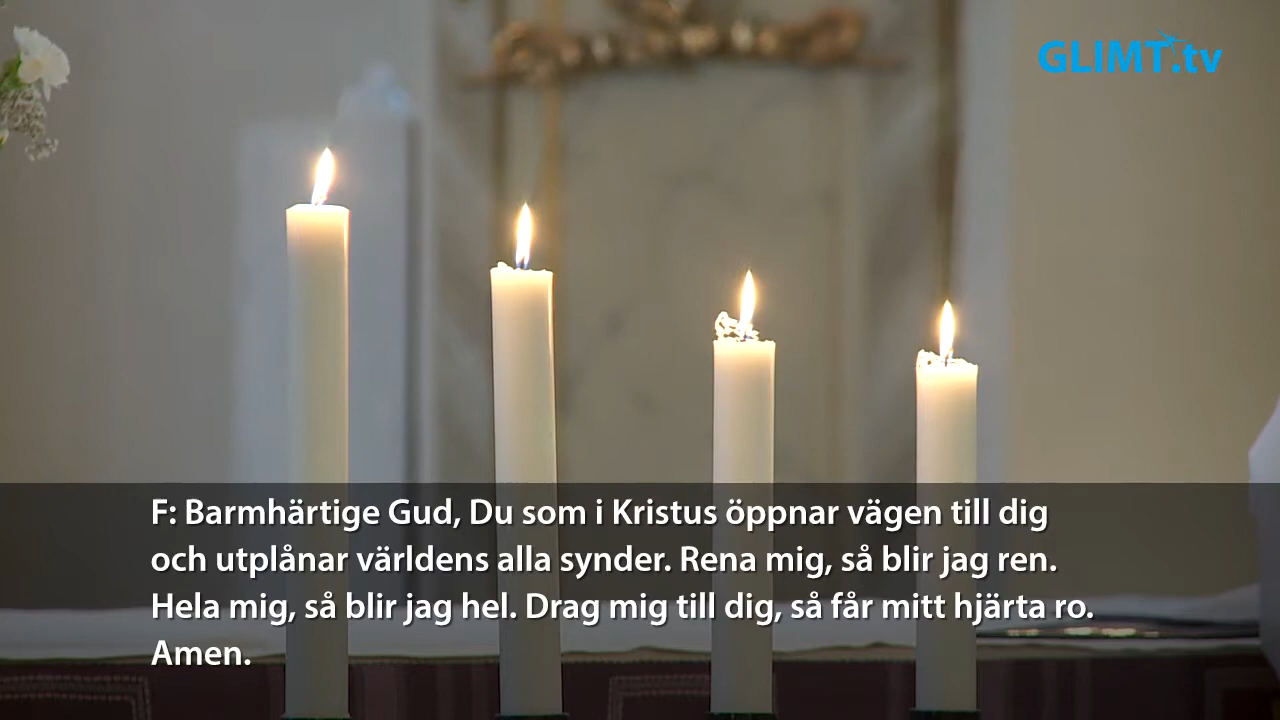 GLIMT.tv
F: Barmhärtige Gud, Du som i Kristus öppnar vägen till dig
och utplånar världens alla synder. Rena mig, så blir jag ren.
Hela mig, så blir jag hel. Drag mig till dig, så får mitt hjärta ro.
Amen.